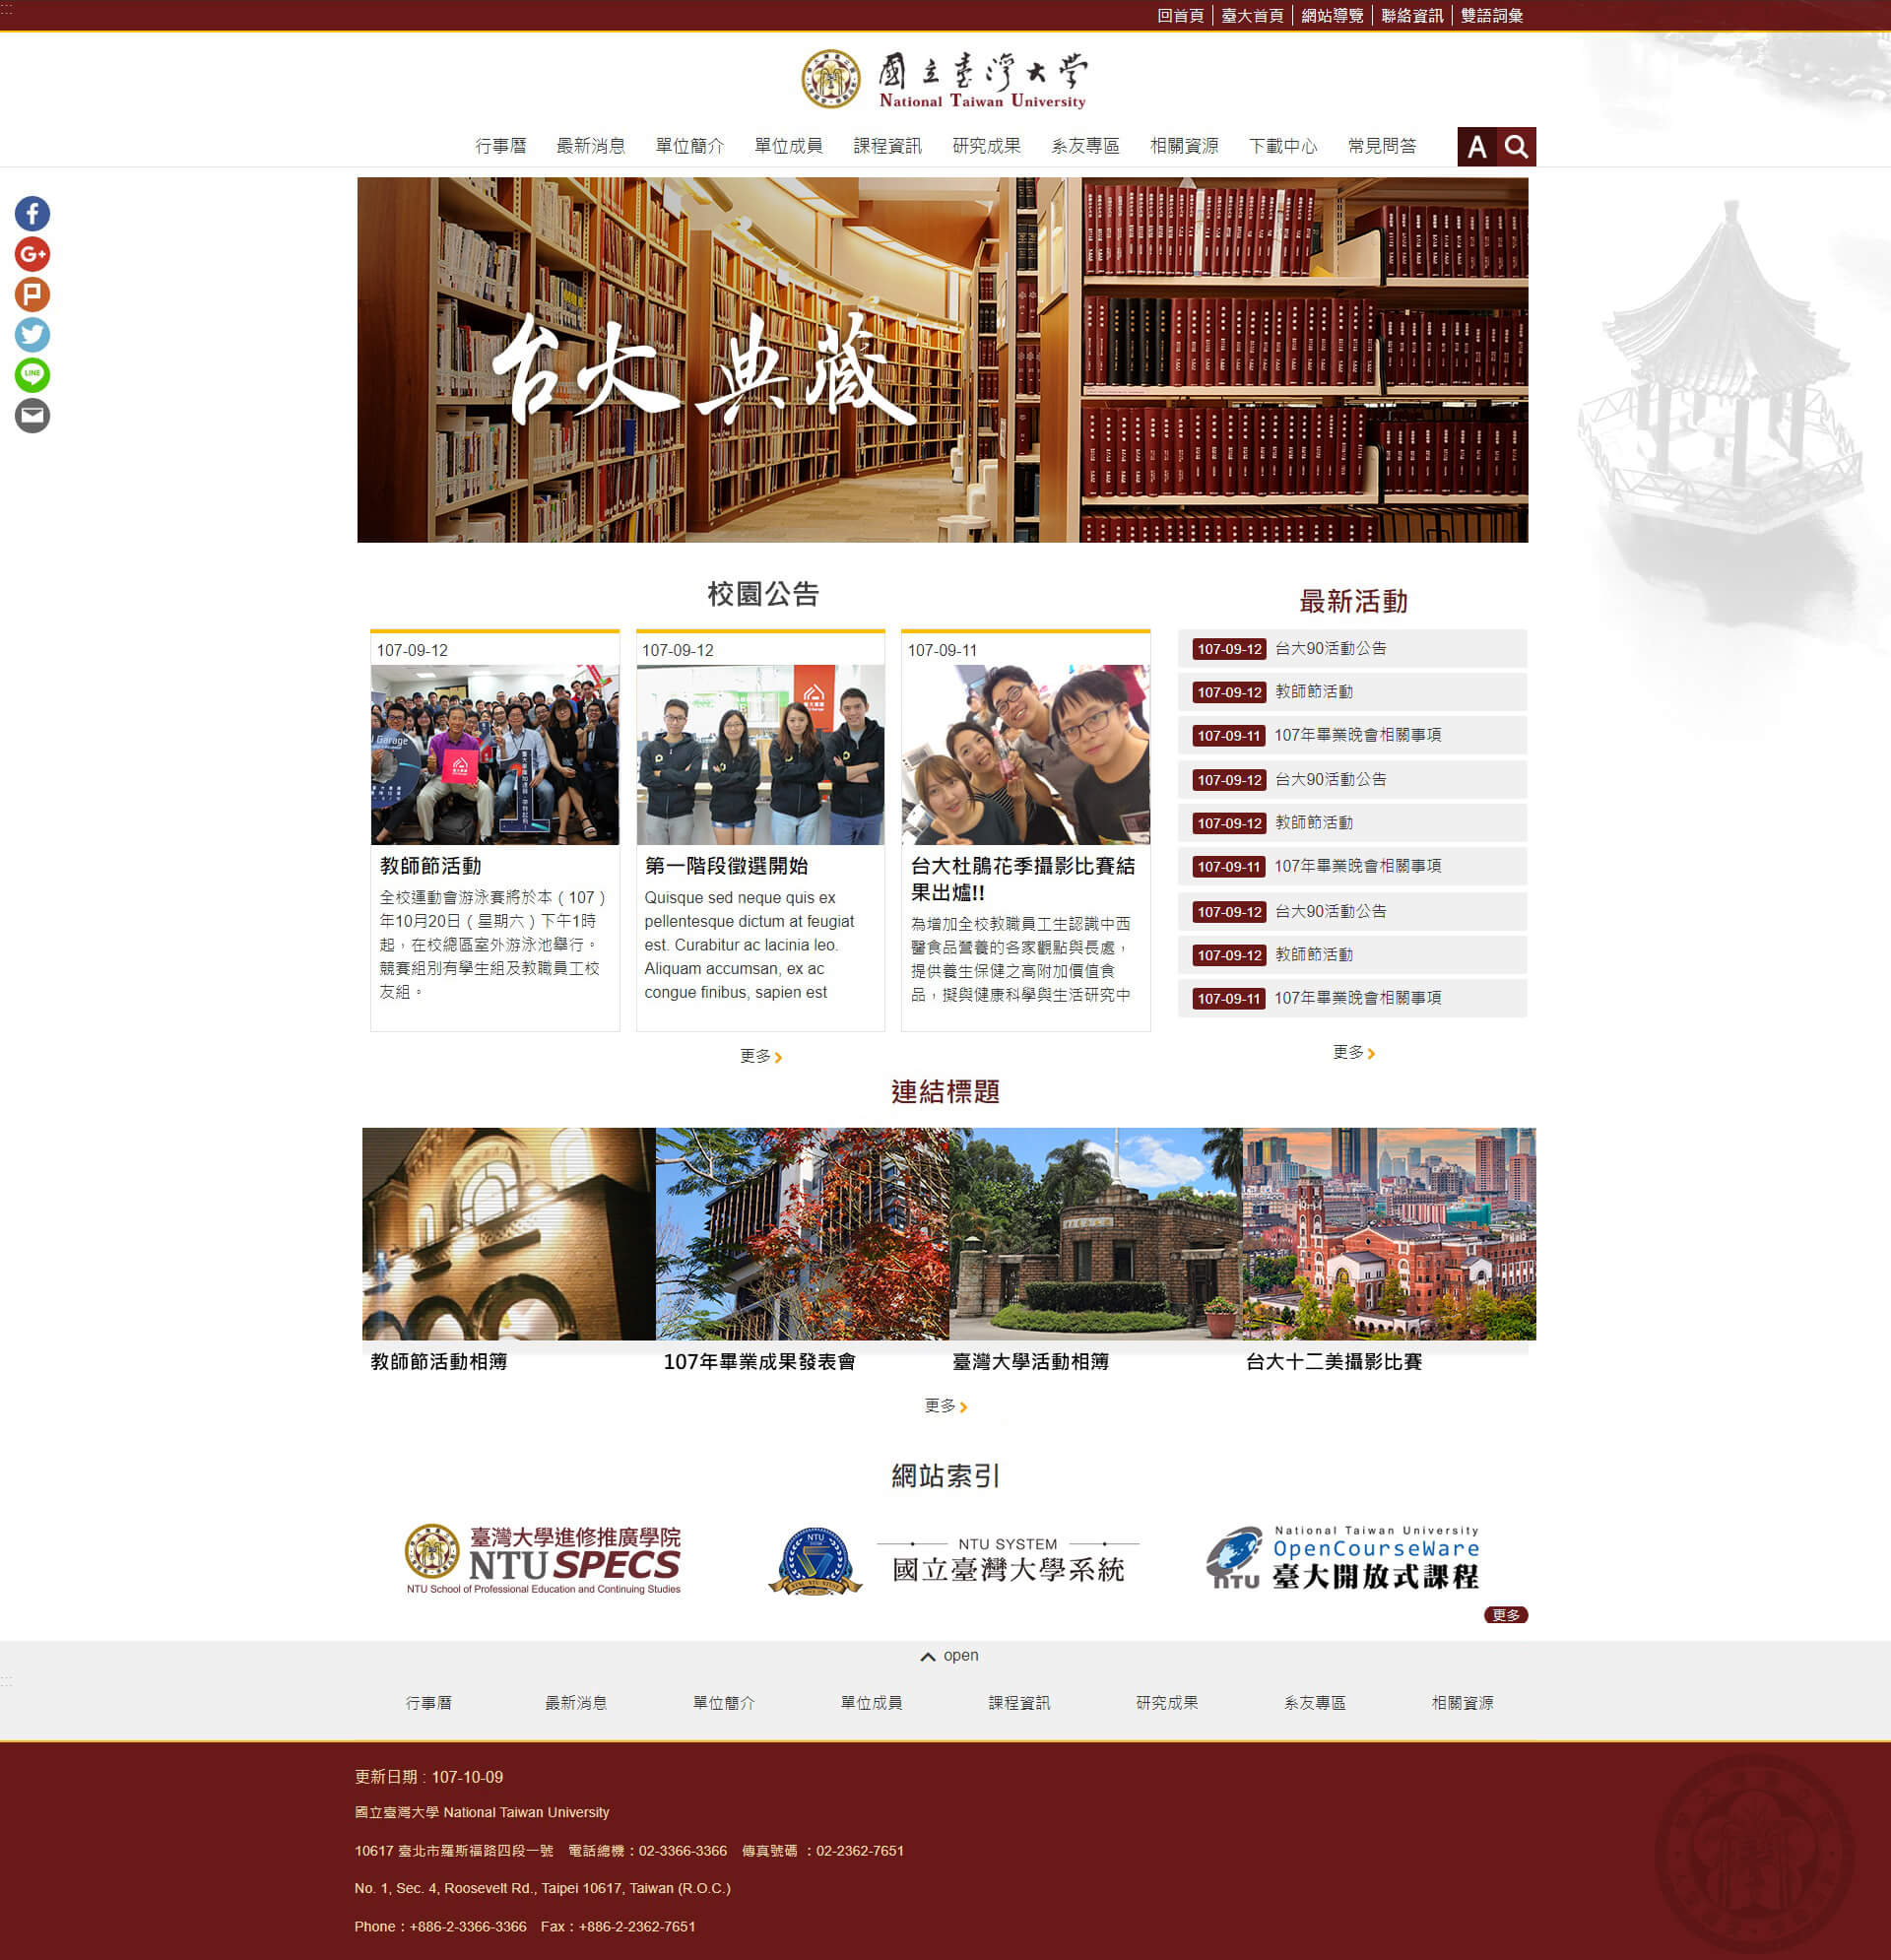 回首頁 臺大首頁 網站導覽 聯絡資訊 雙語詞彙
國立臺灣大學
National Taiwan University
行事曆 最新消息 單位簡介 單位成員 課程資訊 研究成果 系友專區 相關資源 下載中心 常見問答
A
LINE
台大典藏
校園公告
107-09-12
教師節活動
全校運動會游泳賽將於本（107）
年10月20日（星期六）下午1時
起，在校總區室外游泳池舉行。
競賽組別有學生組及教職員工校
友組。
107-09-12
第一階段徵選開始
Quisque sed neque quis ex
pellentesque dictum at feugiat
est. Curabitur ac lacinia leo.
Aliquam accumsan, ex ac
congue finibus, sapien est
107-09-11
台大杜鵑花季攝影比賽結
果出爐!!
為增加全校教職員工生認識中西
醫食品營養的各家觀點與長處，
提供養生保健之高附加價值食
品，擬與健康科學與生活研究中
更多
最新活動
107-09-12 台大90活動公告
107-09-12 教師節活動
107-09-11 107年畢業晚會相關事項
107-09-12 台大90活動公告
107-09-12 教師節活動
107-09-11 107年畢業晚會相關事項
107-09-12 台大90活動公告
107-09-12 教師節活動
107-09-11 107年畢業晚會相關事項
更多
連結標題
教師節活動相簿 107年畢業成果發表會 臺灣大學活動相簿 台大十二美攝影比賽
更多
網站索引
臺灣大學進修推廣學院
NTU SPECS
NTU School of Professional Education and Continuing Studies
NTU
NTU SYSTEM
國立臺灣大學系統
National Taiwan University
OpenCourseWare
nTU 臺大開放式課程
更多
open
行事曆 最新消息 單位簡介 單位成員 課程資訊 研究成果 系友專區 相關資源
更新日期 : 107-10-09
國立臺灣大學 National Taiwan University
10617 臺北市羅斯福路四段一號 電話總機：02-3366-3366 傳真號碼 ：02-2362-7651
No. 1, Sec. 4, Roosevelt Rd., Taipei 10617, Taiwan (R.O.C.)
Phone：+886-2-3366-3366 Fax：+886-2-2362-7651